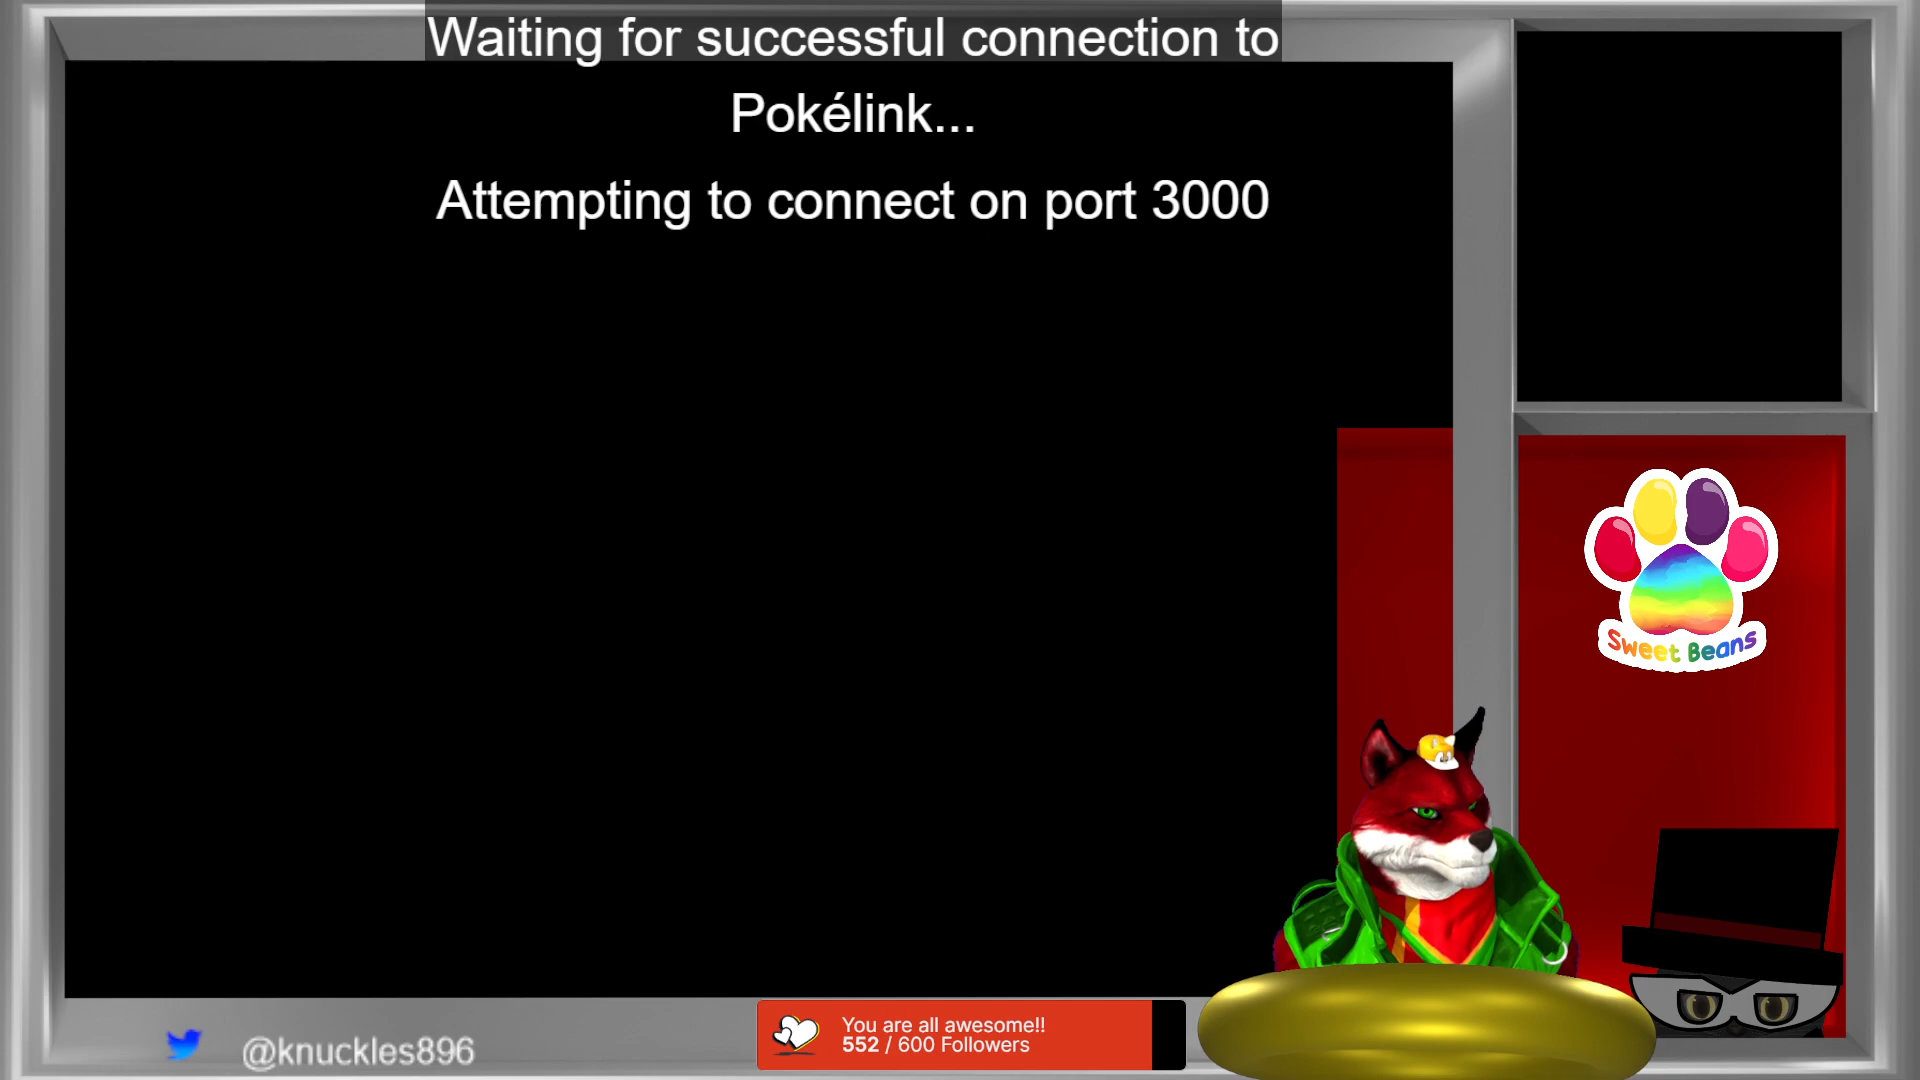 Waiting for successful connection to
Pokélink...
Attempting to connect on port 3000
Sweet Beans
@knuckles896
You are all awesome!!
552 / 600 Followers